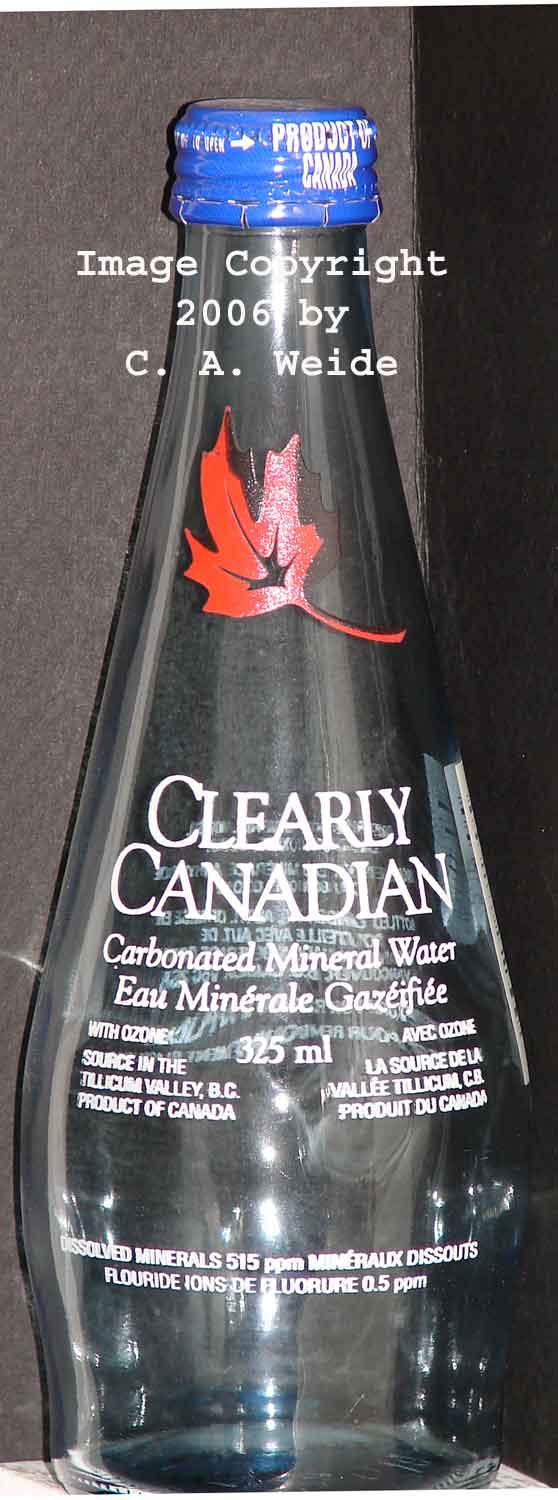 TO OPEN → PRODUCT OF
CANADA
Image Copyright
2006 by
C. A. Weide
CLEARLY
CANADIAN
Carbonated Mineral Water
Eau Minérale Gazéifiée
WITH OZONE
AVEC OZONE
325 ml
SOURCE IN THE
TILLICUM VALLEY, B.C.
PRODUCT OF CANADA
LA SOURCE DE LA
VALLÉE TILLICUM, C.B.
PRODUIT DU CANADA
DISSOLVED MINERALS 515 ppm MINÉRAUX DISSOUTS
FLOURIDE IONS DE FLUORURE 0.5 ppm